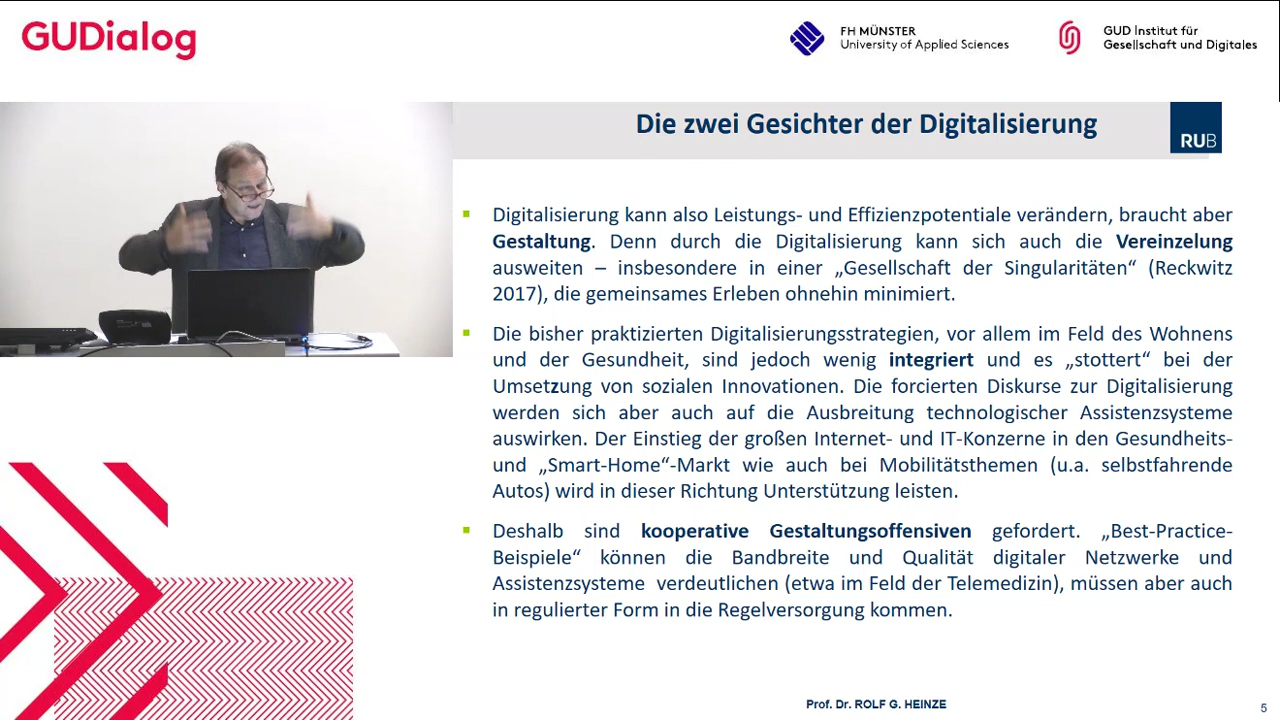 GUDialog
FH MÜNSTER
University of Applied Sciences
GUD Institut für
Gesellschaft und Digitales
Die zwei Gesichter der Digitalisierung
RUB
Digitalisierung kann also Leistungs- und Effizienzpotentiale verändern, braucht aber
Gestaltung. Denn durch die Digitalisierung kann sich auch die Vereinzelung
ausweiten – insbesondere in einer „Gesellschaft der Singularitäten“ (Reckwitz
2017), die gemeinsames Erleben ohnehin minimiert.
Die bisher praktizierten Digitalisierungsstrategien, vor allem im Feld des Wohnens
und der Gesundheit, sind jedoch wenig integriert und es „stottert“ bei der
Umsetzung von sozialen Innovationen. Die forcierten Diskurse zur Digitalisierung
werden sich aber auch auf die Ausbreitung technologischer Assistenzsysteme
auswirken. Der Einstieg der großen Internet- und IT-Konzerne in den Gesundheits-
und „Smart-Home“-Markt wie auch bei Mobilitätsthemen (u.a. selbstfahrende
Autos) wird in dieser Richtung Unterstützung leisten.
Deshalb sind kooperative Gestaltungsoffensiven gefordert. „Best-Practice-
Beispiele“ können die Bandbreite und Qualität digitaler Netzwerke und
Assistenzsysteme verdeutlichen (etwa im Feld der Telemedizin), müssen aber auch
in regulierter Form in die Regelversorgung kommen.
Prof. Dr. ROLF G. HEINZE
5